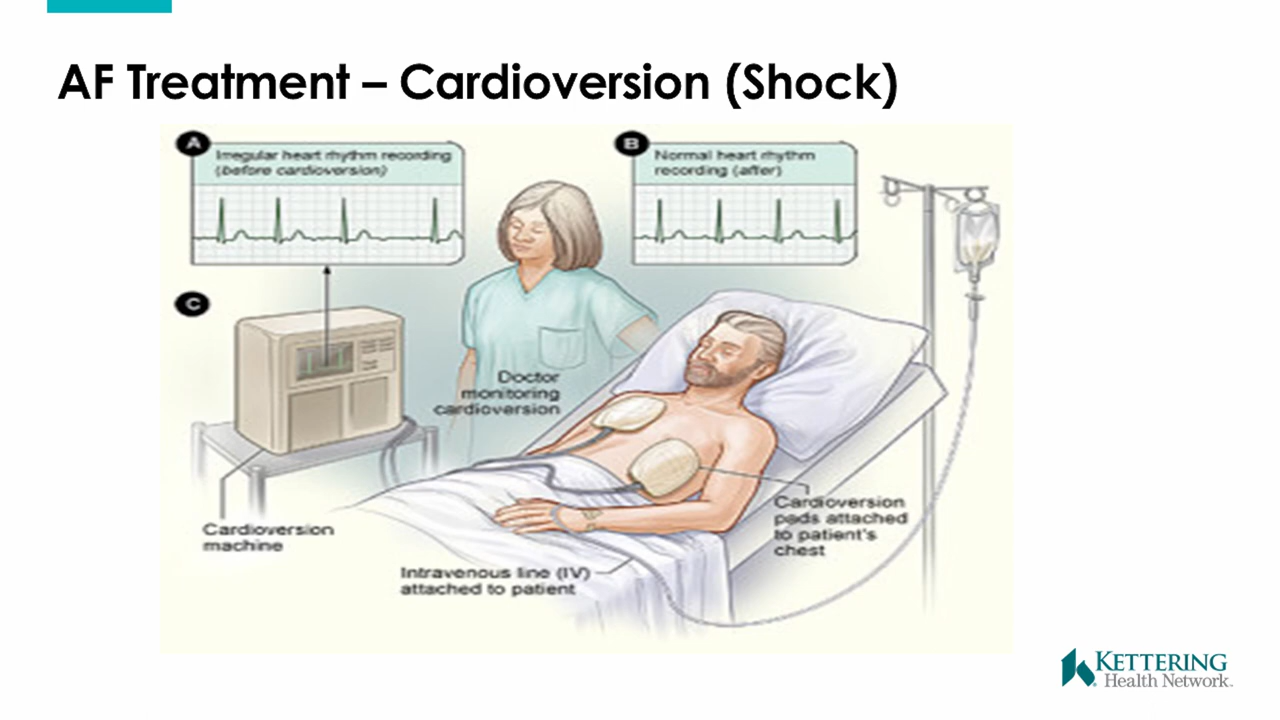 AF Treatment – Cardioversion (Shock)
A
Irregular heart rhythm recording
(before cardioversion)
B
Normal heart rhythm
recording (after)
C
Doctor
monitoring
cardioversion
Cardioversion
machine
Intravenous line (IV)
attached to patient
Cardioversion
pads attached
to patient's
chest
KETTERING
Health Network